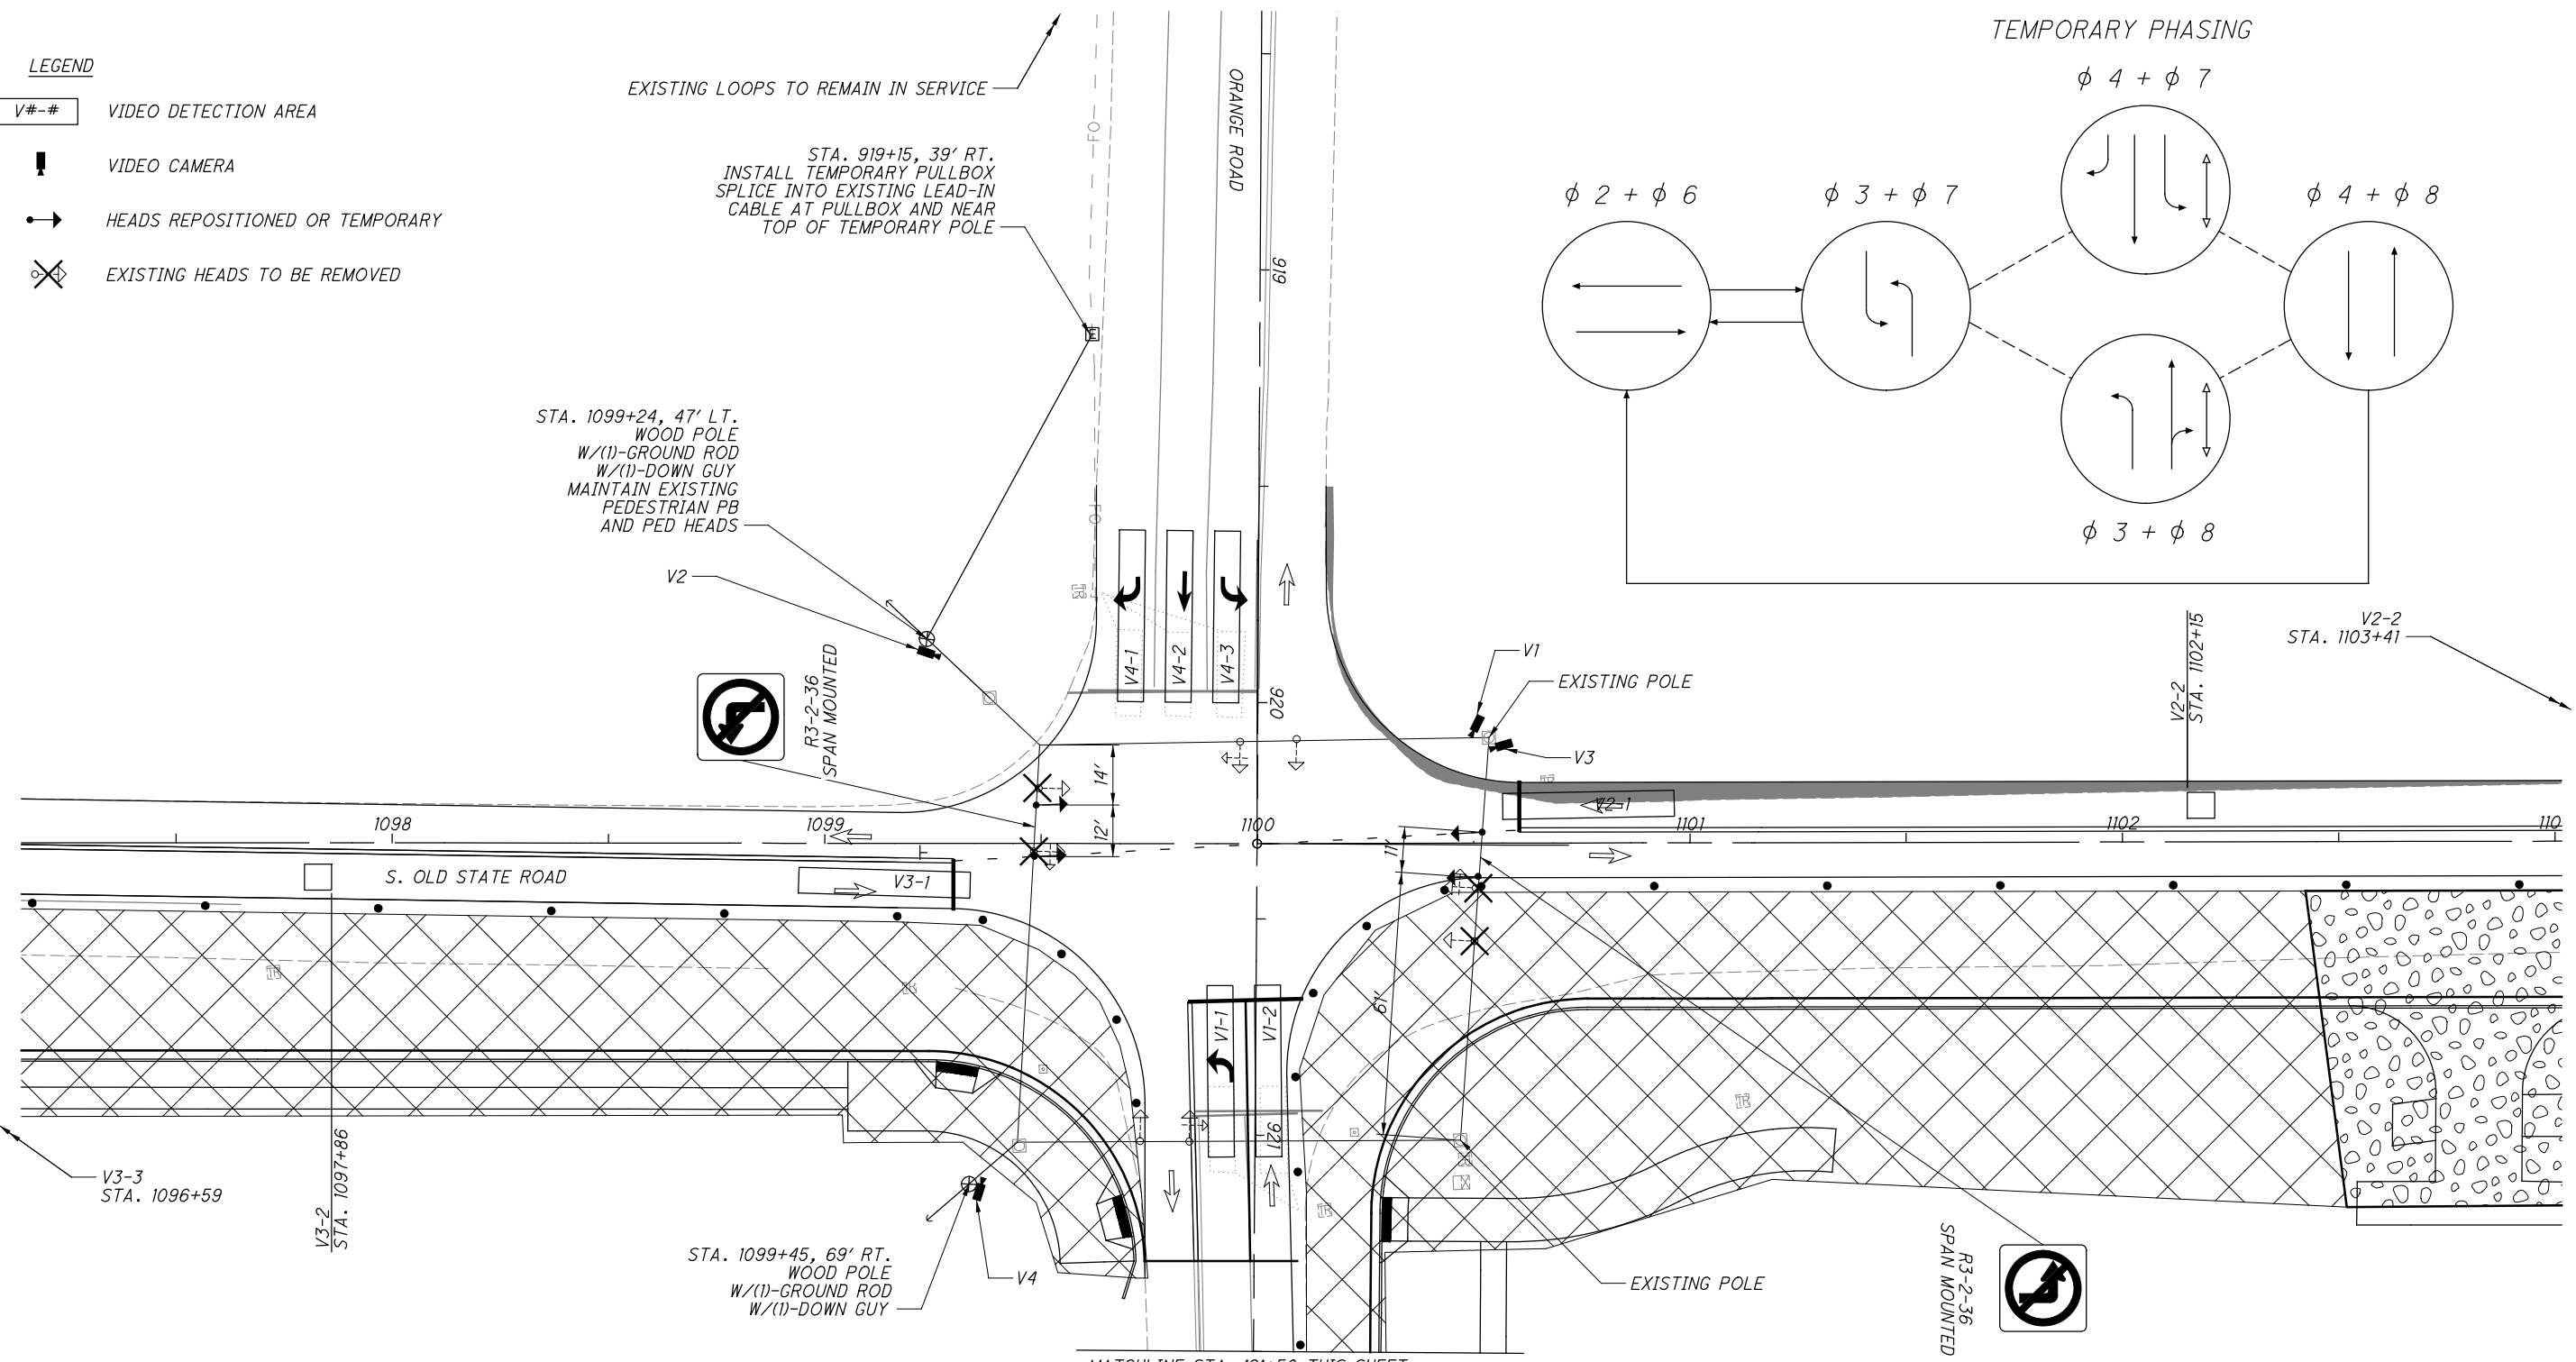 LEGEND
V#-#
VIDEO DETECTION AREA
VIDEO CAMERA
HEADS REPOSITIONED OR TEMPORARY
EXISTING HEADS TO BE REMOVED
EXISTING LOOPS TO REMAIN IN SERVICE
STA. 919+15, 39' RT.
INSTALL TEMPORARY PULLBOX
SPLICE INTO EXISTING LEAD-IN
CABLE AT PULLBOX AND NEAR
TOP OF TEMPORARY POLE
FO
FO
ORANGE ROAD
919
920
TEMPORARY PHASING
ϕ 2 + ϕ 6
ϕ 3 + ϕ 7
ϕ 4 + ϕ 7
ϕ 4 + ϕ 8
ϕ 3 + ϕ 8
STA. 1099+24, 47' LT.
WOOD POLE
W/(1)-GROUND ROD
W/(1)-DOWN GUY
MAINTAIN EXISTING
PEDESTRIAN PB
AND PED HEADS
V2
R3-2-36
SPAN MOUNTED
V4-1
V4-2
V4-3
V1
EXISTING POLE
V3
V2-2
STA. 1102+15
V2-2
STA. 1103+41
14'
12'
11'
61'
V2-1
1098
1099
1100
1101
1102
110
S. OLD STATE ROAD
V3-1
V1-1
V1-2
921
V3-3
STA. 1096+59
V3-2
STA. 1097+86
STA. 1099+45, 69' RT.
WOOD POLE
W/(1)-GROUND ROD
W/(1)-DOWN GUY
V4
EXISTING POLE
R3-2-36
SPAN MOUNTED